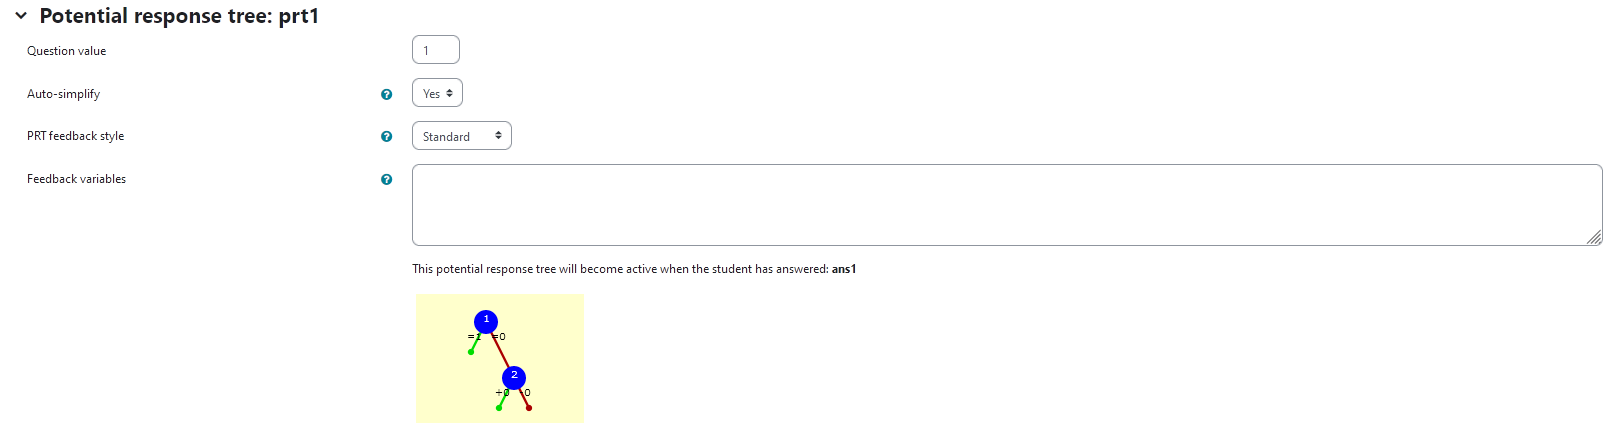 Potential response tree: prt1
Question value
1
Auto-simplify
Yes
PRT feedback style
Standard
Feedback variables
This potential response tree will become active when the student has answered: ans1
1
=1 =0
2
+0 -0